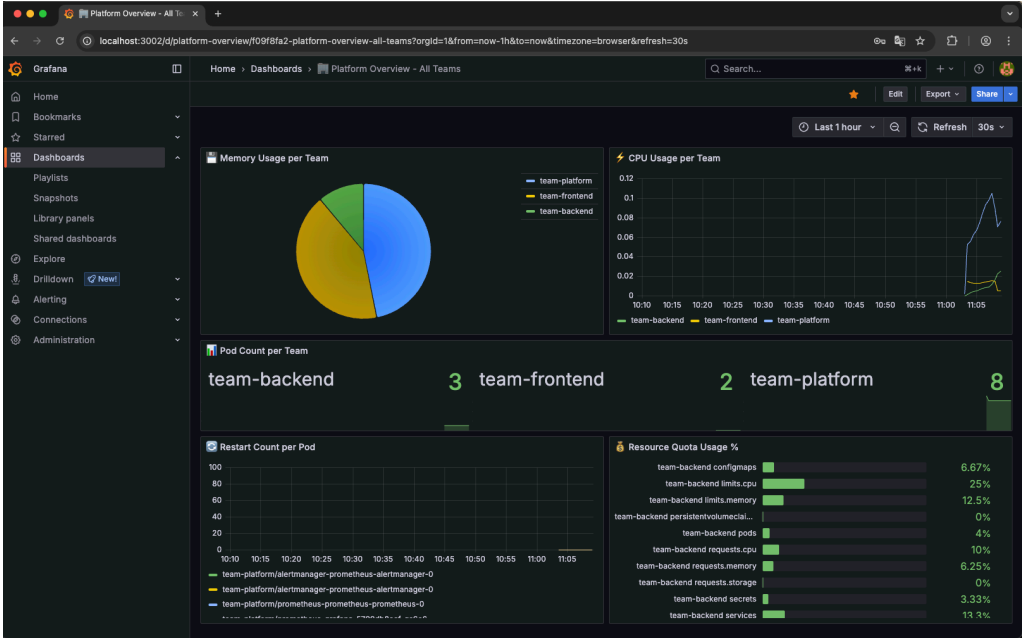 Platform Overview - All Te
localhost:3002/d/platform-overview/f09f8fa2-platform-overview-all-teams?orgId=1&from=now-1h&to=now&timezone=browser&refresh=30s
Grafana
Home › Dashboards › Platform Overview - All Teams
Search...
⌘+k
Home
Bookmarks
Starred
Dashboards
Playlists
Snapshots
Library panels
Shared dashboards
Explore
Drilldown New!
Alerting
Connections
Administration
Edit Export Share
Last 1 hour Refresh 30s
Memory Usage per Team
team-platform
team-frontend
team-backend
CPU Usage per Team
0.12
0.1
0.08
0.06
0.04
0.02
0
10:10 10:15 10:20 10:25 10:30 10:35 10:40 10:45 10:50 10:55 11:00 11:05
team-backend team-frontend team-platform
Pod Count per Team
team-backend 3 team-frontend 2 team-platform 8
Restart Count per Pod
100
80
60
40
20
0
10:10 10:15 10:20 10:25 10:30 10:35 10:40 10:45 10:50 10:55 11:00 11:05
team-platform/alertmanager-prometheus-alertmanager-0
team-platform/alertmanager-prometheus-alertmanager-0
team-platform/prometheus-prometheus-prometheus-0
Resource Quota Usage %
team-backend configmaps 6.67%
team-backend limits.cpu 25%
team-backend limits.memory 12.5%
team-backend persistentvolumeclai... 0%
team-backend pods 4%
team-backend requests.cpu 10%
team-backend requests.memory 6.25%
team-backend requests.storage 0%
team-backend secrets 3.33%
team-backend services 13.3%